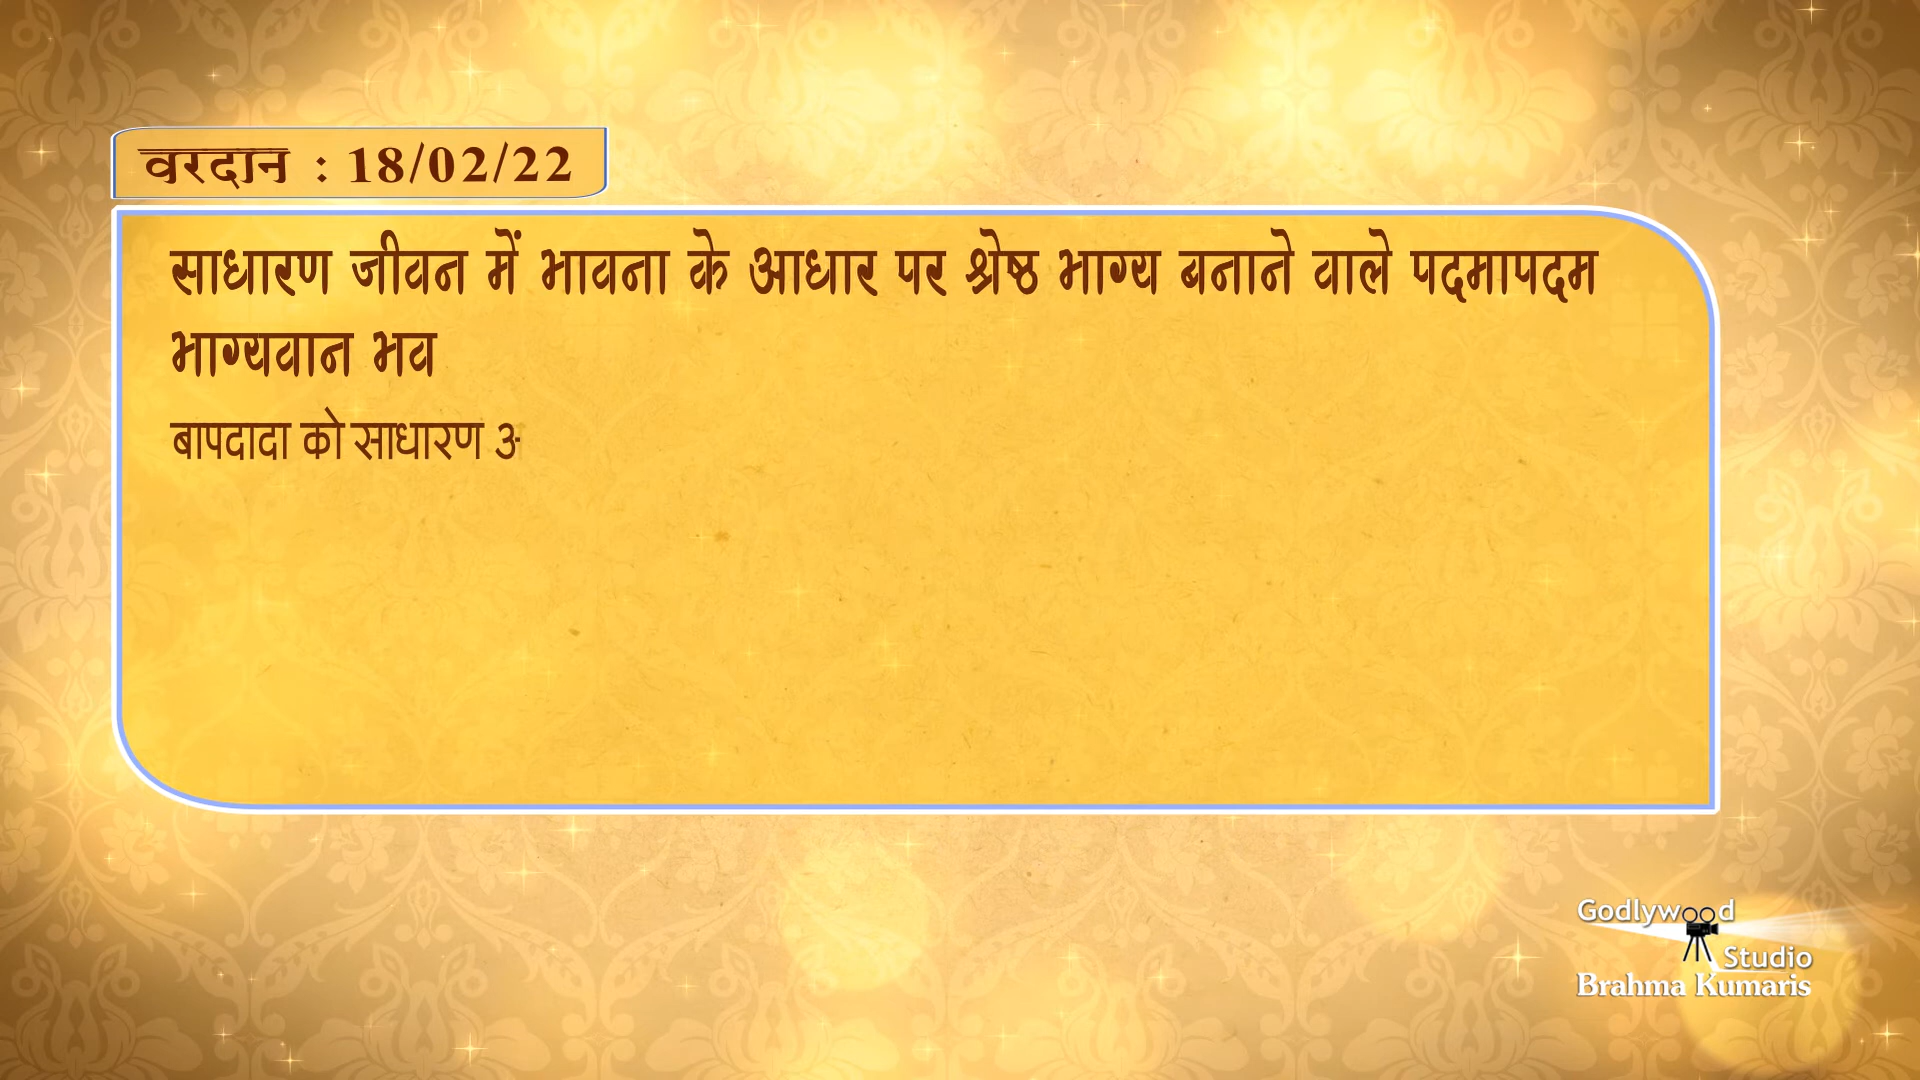 वरदान : 18/02/22
साधारण जीवन में भावना के आधार पर श्रेष्ठ भाग्य बनाने वाले पदमापदम
भाग्यवान भव
बापदादा को साधारण
Godlywood
Studio
Brahma Kumaris